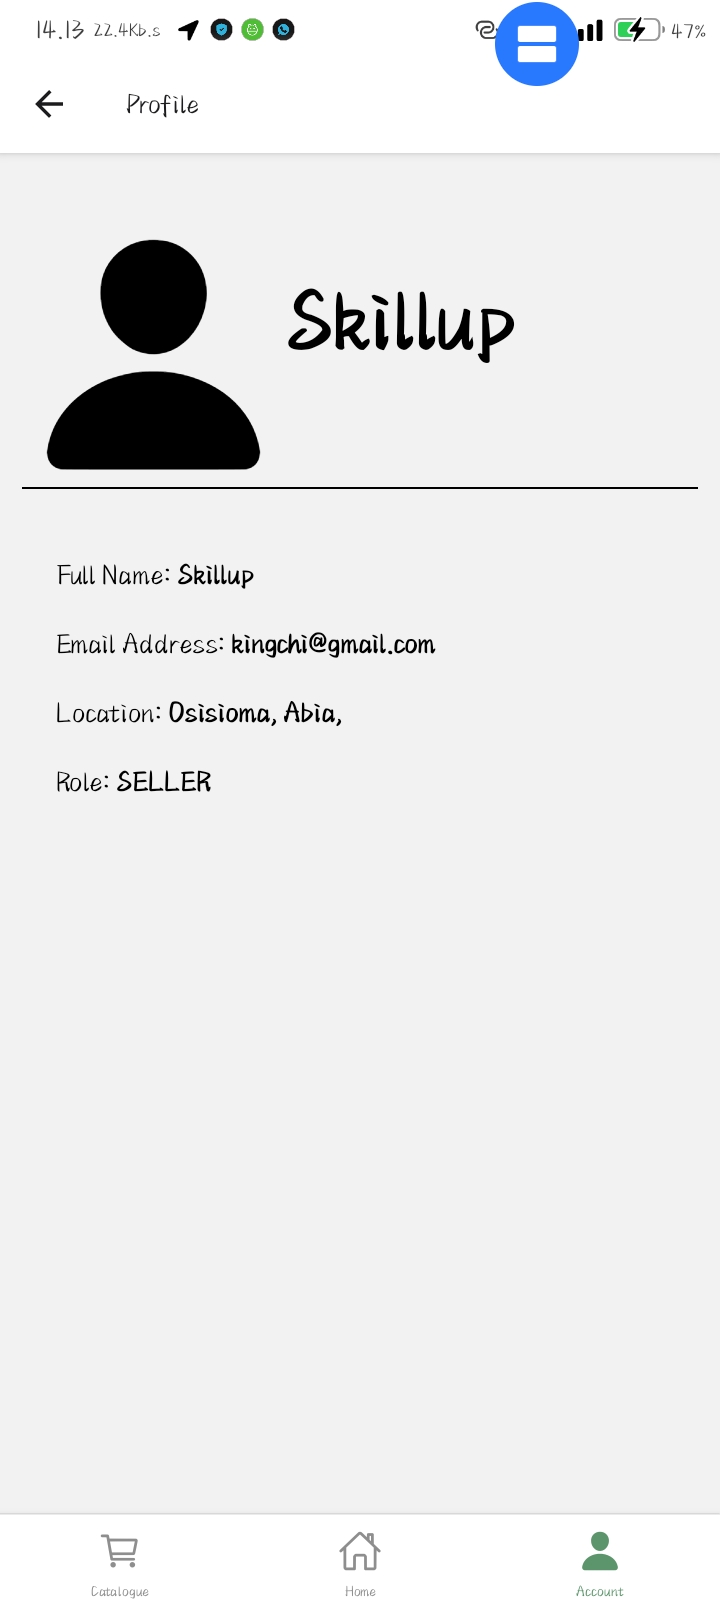 14.13 22.4Kb.s 47%
Profile
Skillup
Full Name: Skillup
Email Address: kingchi@gmail.com
Location: Osisioma, Abia,
Role: SELLER
Catalogue Home Account